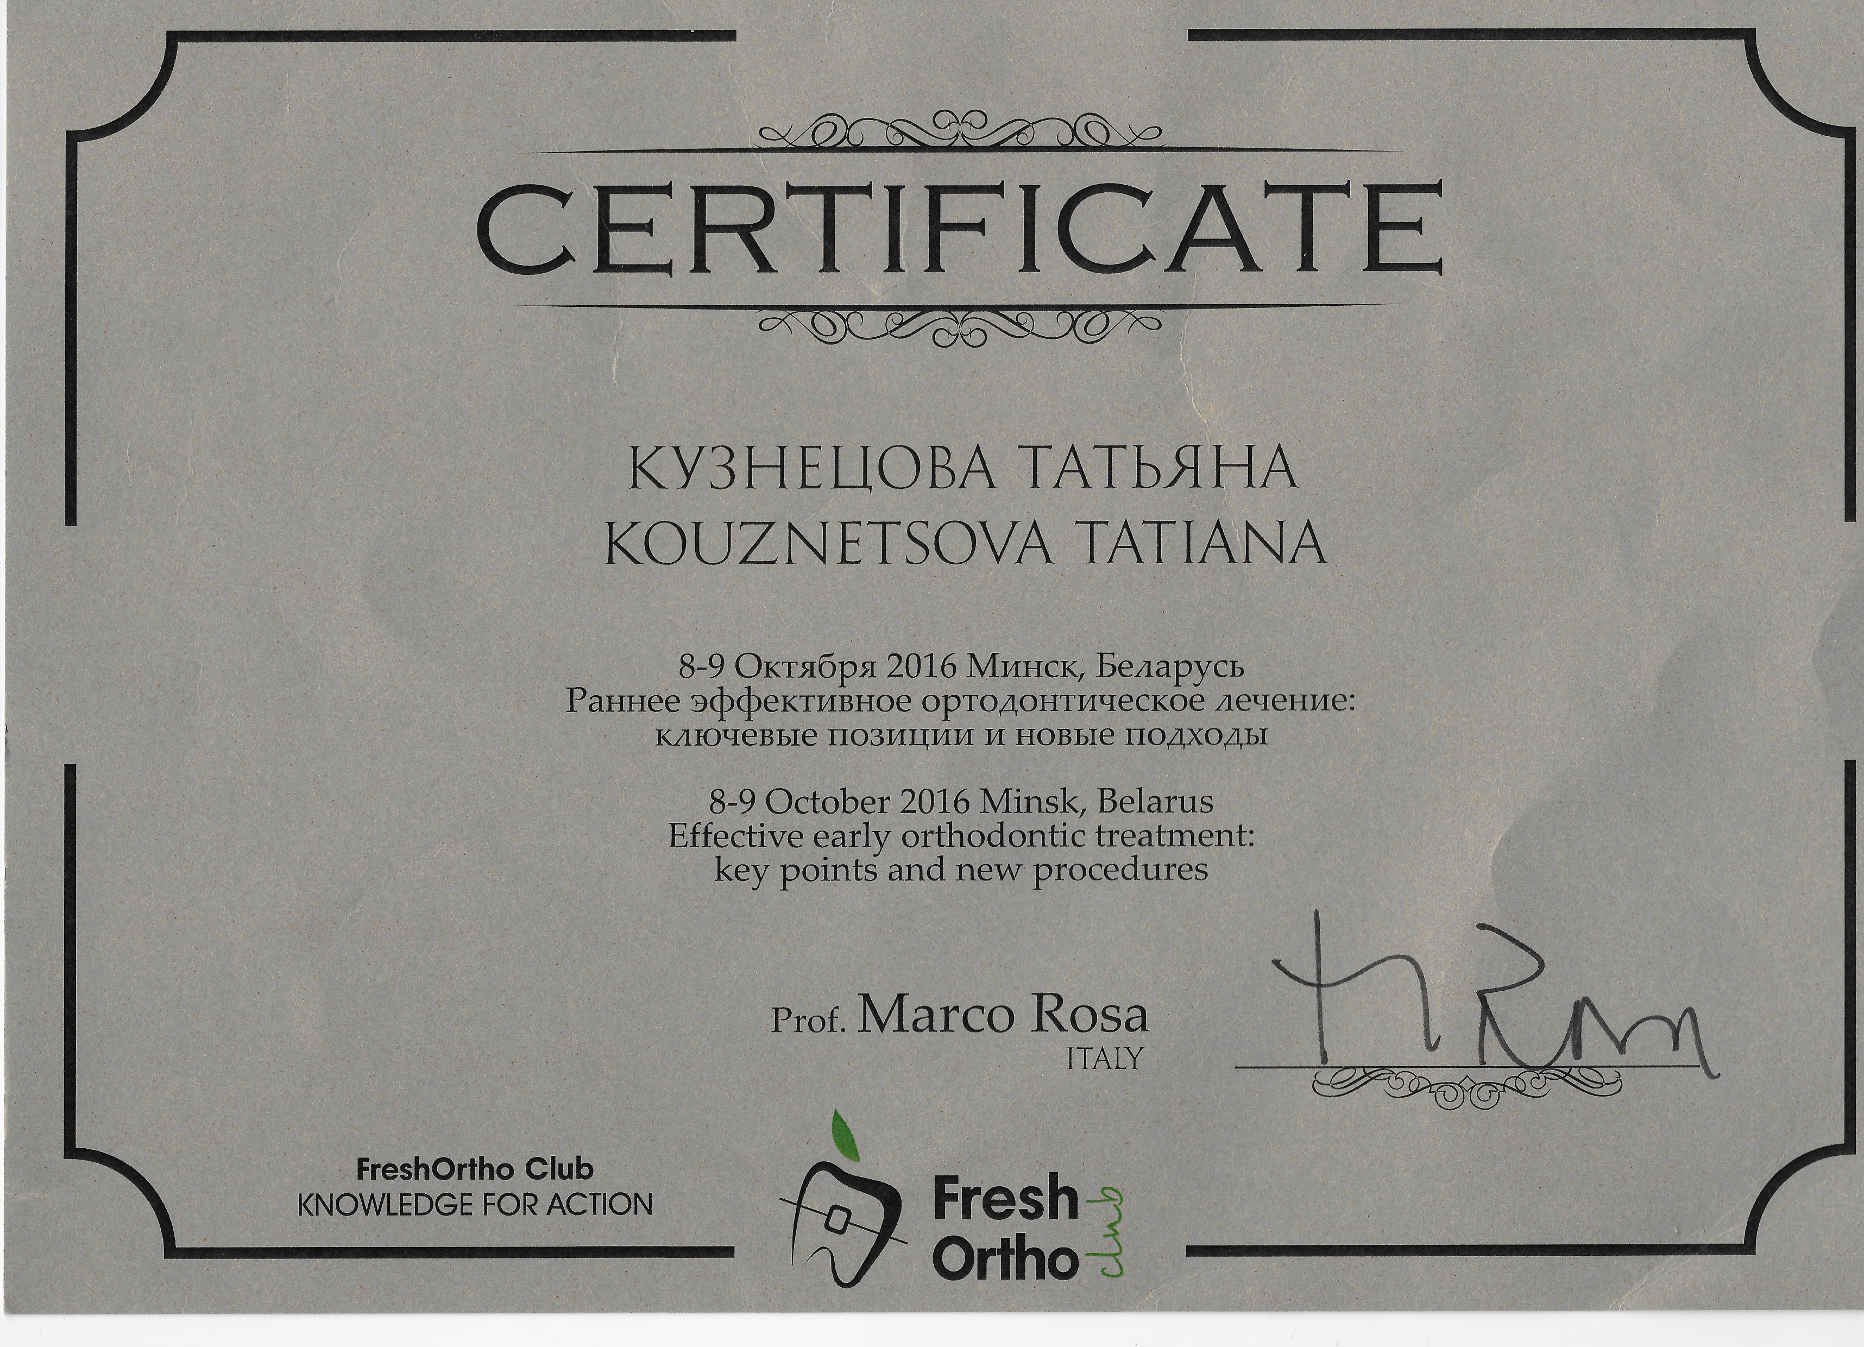 CERTIFICATE
КУЗНЕЦОВА ТАТЬЯНА
KOUZNETSOVA TATIANA
8-9 Октября 2016 Минск, Беларусь
Раннее эффективное ортодонтическое лечение:
ключевые позиции и новые подходы
8-9 October 2016 Minsk, Belarus
Effective early orthodontic treatment:
key points and new procedures
Prof. Marco Rosa
ITALY
FreshOrtho Club
KNOWLEDGE FOR ACTION
Fresh
Ortho
club